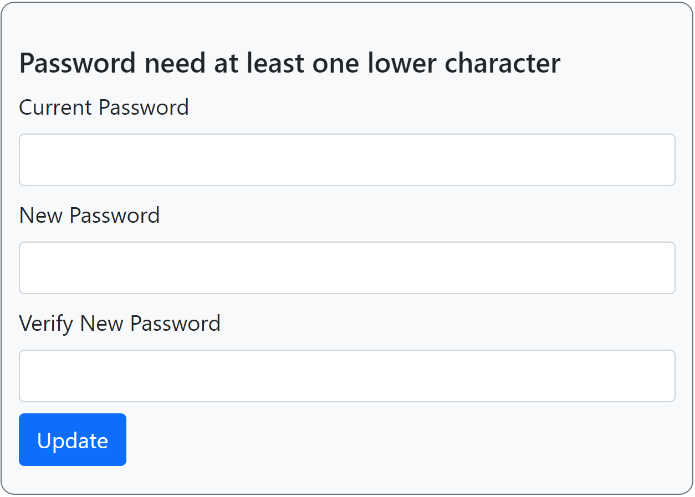 Password need at least one lower character
Current Password
New Password
Verify New Password
Update